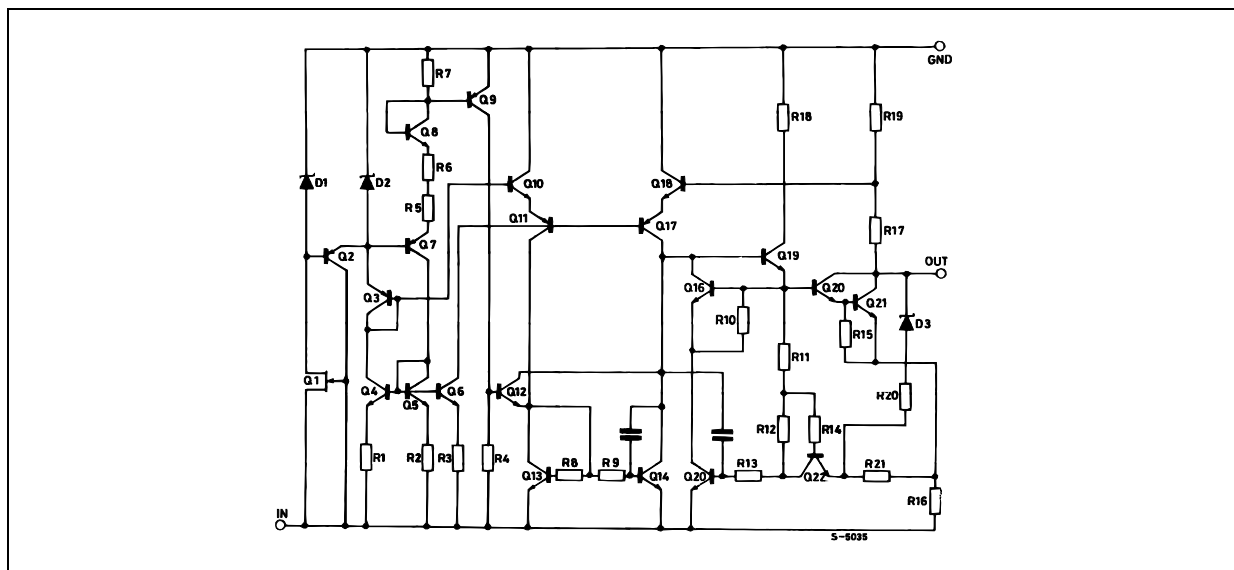 GND
R7
Q9
Q8
R18
R19
R6
D1
D2
Q10
Q18
R5
Q11
Q17
R17
Q7
Q2
Q19
OUT
Q3
Q16
Q20
Q21
R10
R15
D3
R11
Q1
Q4
Q5
Q6
Q12
R20
R12
R14
R1
R2
R3
R4
R8
R9
R13
R21
Q13
Q14
Q20
Q22
R16
IN
S-5035